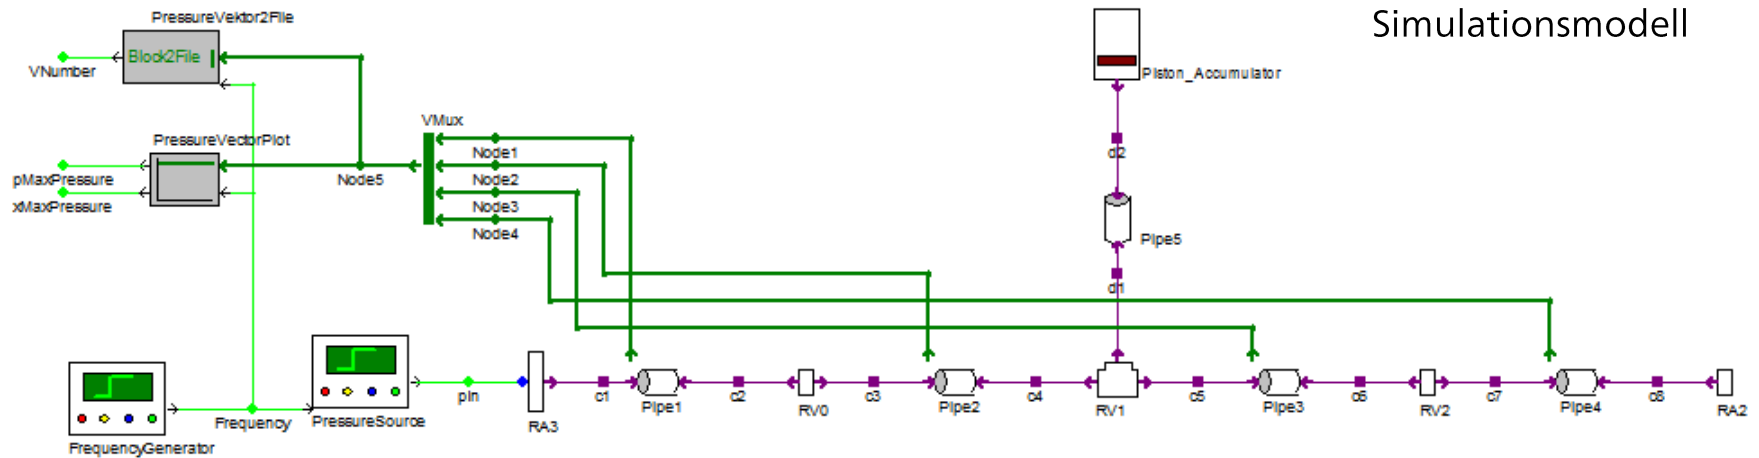 Simulationsmodell
PressureVektor2File
Block2File
VNumber
Piston_Accumulator
VMux
PressureVectorPlot
Node1
d2
pMaxPressure
Node5
Node2
xMaxPressure
Node3
Node4
Pipe5
d1
pin
c1
Pipe1
c2
RV0
c3
Pipe2
c4
RV1
c5
Pipe3
c6
RV2
c7
Pipe4
c8
RA2
Frequency
PressureSource
RA3
FrequencyGenerator